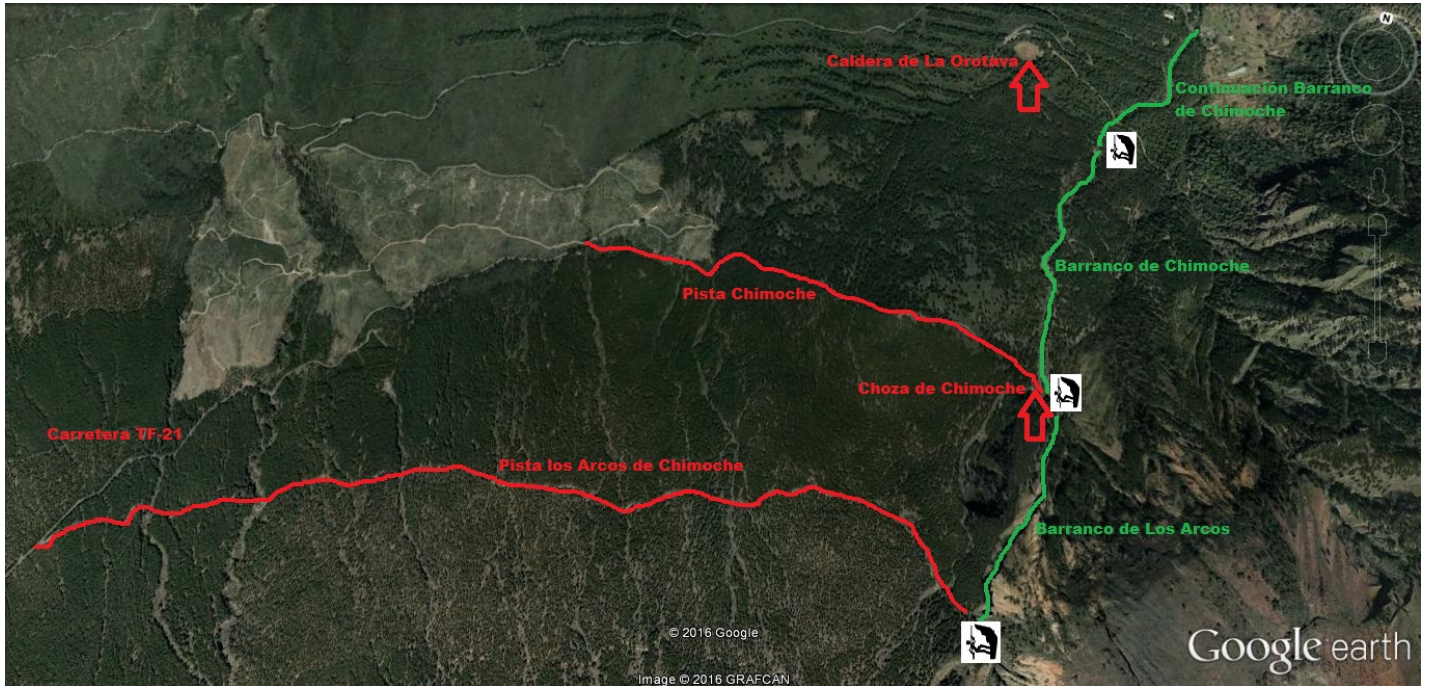 N
Caldera de La Orotava
Continuación Barranco
de Chimoche
Barranco de Chimoche
Pista Chimoche
Choza de Chimoche
Carretera TF-21
Pista los Arcos de Chimoche
Barranco de Los Arcos
© 2016 Google
Google earth
Image © 2016 GRAFCAN